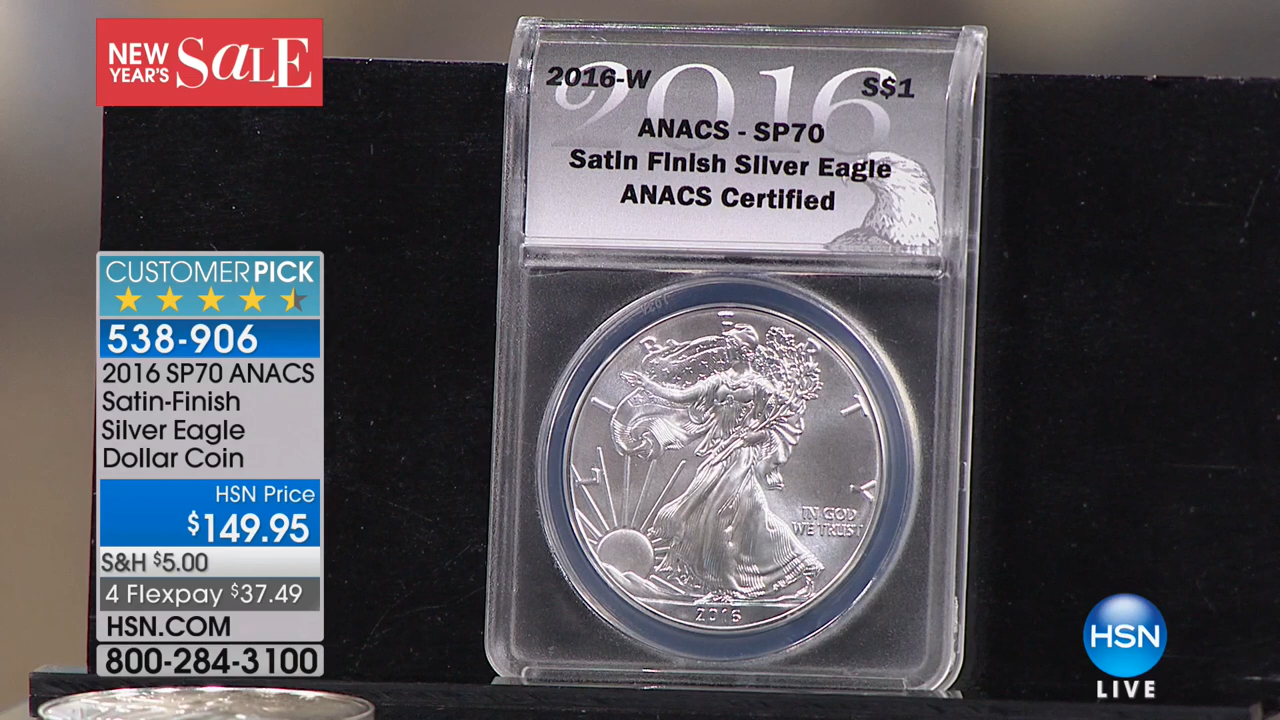 NEW
YEAR'S SALE
2016
2016-W S$1
ANACS - SP70
Satin Finish Silver Eagle
ANACS Certified
CUSTOMER PICK
538-906
2016 SP70 ANACS
Satin-Finish
Silver Eagle
Dollar Coin
HSN Price
$149.95
S&H $5.00
4 Flexpay $37.49
HSN.COM
800-284-3100
LIBERTY
IN GOD
WE TRUST
2016
HSN
LIVE